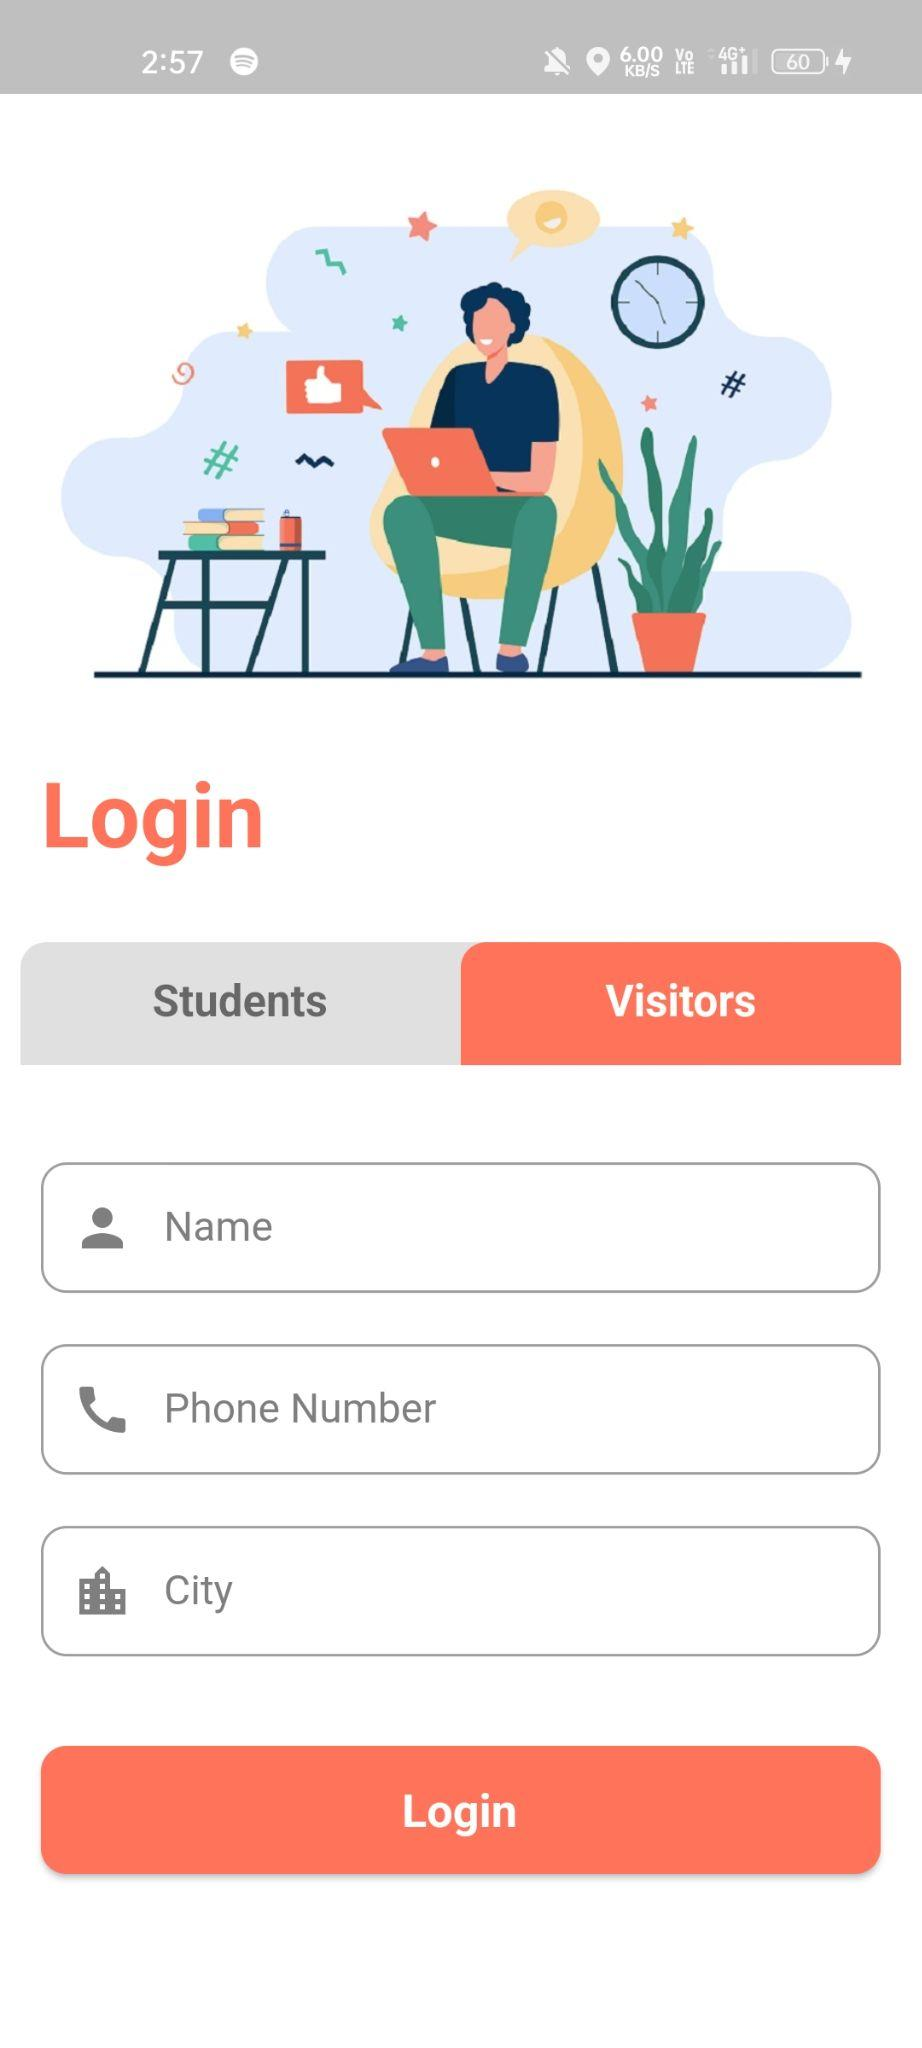 2:57 6.00 KB/S Vo LTE 4G+ 60
Login
Students Visitors
Name
Phone Number
City
Login